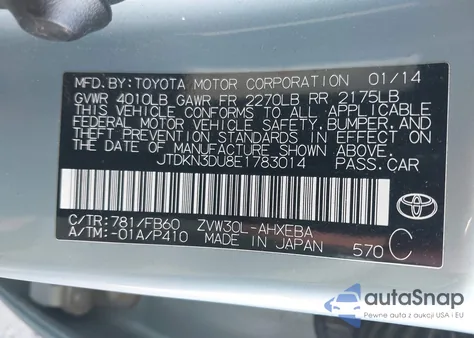 MFD. BY: TOYOTA MOTOR CORPORATION 01/14
GVWR 4010LB GAWR FR 2270LB RR 2175LB
THIS VEHICLE CONFORMS TO ALL APPLICABLE
FEDERAL MOTOR VEHICLE SAFETY, BUMPER, AND
THEFT PREVENTION STANDARDS IN EFFECT ON
THE DATE OF MANUFACTURE SHOWN ABOVE.
JTDKN3DU8E1783014 PASS.CAR
C/TR: 781/FB60 ZVW30L-AHXEBA
A/TM: -01A/P410 MADE IN JAPAN 570 C
autoSnap
Pewne auta z aukcji USA i EU